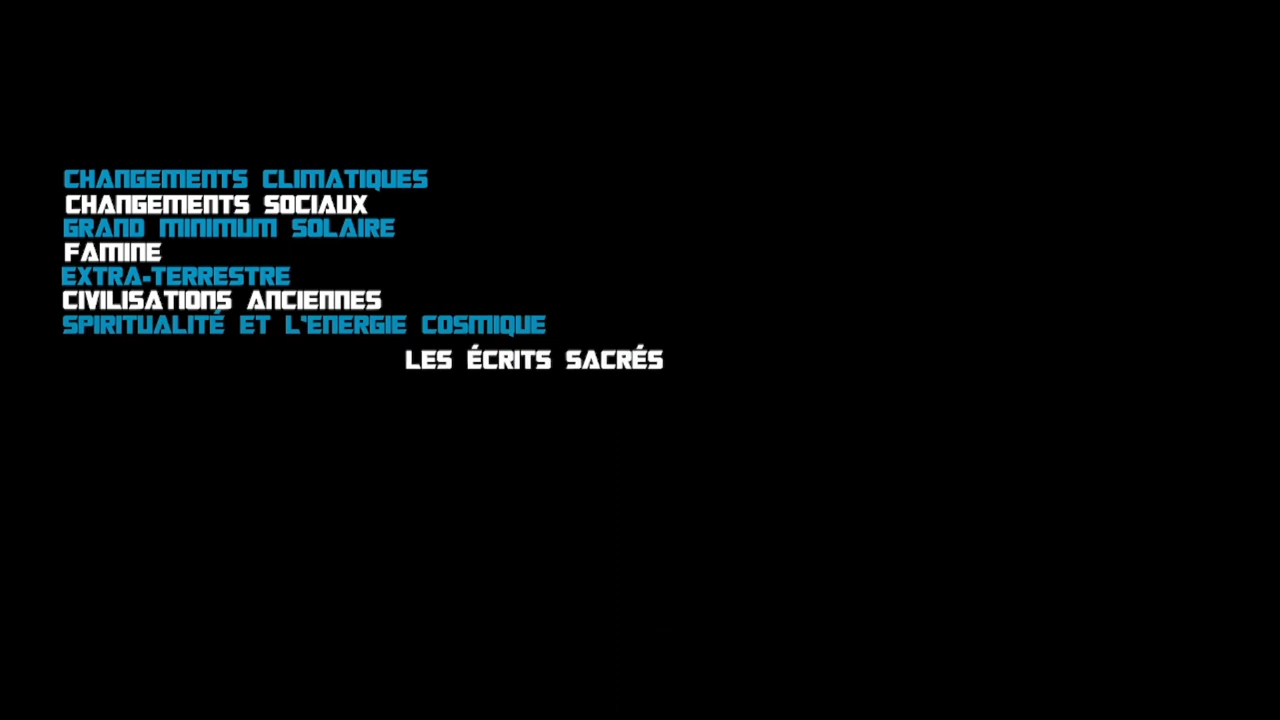 CHANGEMENTS CLIMATIQUES
CHANGEMENTS SOCIAUX
GRAND MINIMUM SOLAIRE
FAMINE
EXTRA-TERRESTRE
CIVILISATIONS ANCIENNES
SPIRITUALITÉ ET L'ENERGIE COSMIQUE
LES ÉCRITS SACRÉS